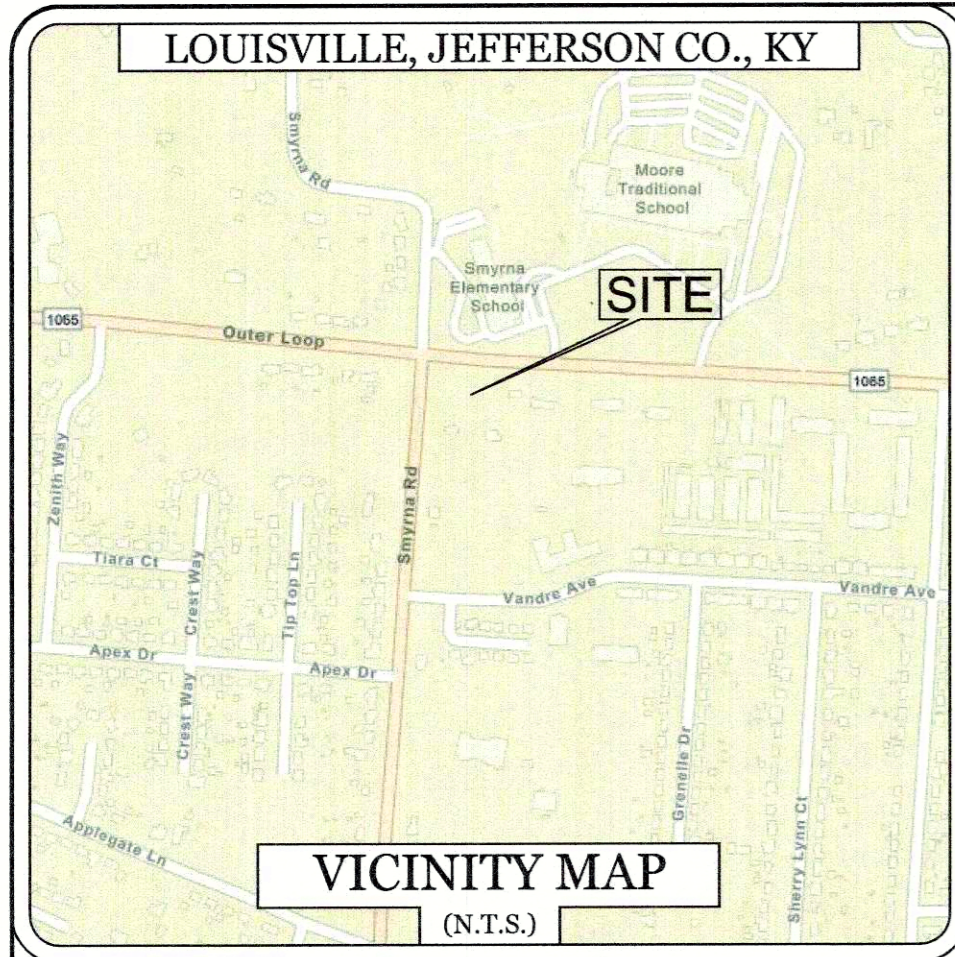 LOUISVILLE, JEFFERSON CO., KY
Smyrna Rd
Moore
Traditional
School
Smyrna
Elementary
School
SITE
1065
Outer Loop
1065
Zenith Way
Smyrna Rd
Tiara Ct
Crest Way
Tip Top Ln
Vandre Ave
Vandre Ave
Apex Dr
Apex Dr
Crest Way
Grenelle Dr
Sherry Lynn Ct
Applegate Ln
VICINITY MAP
(N.T.S.)